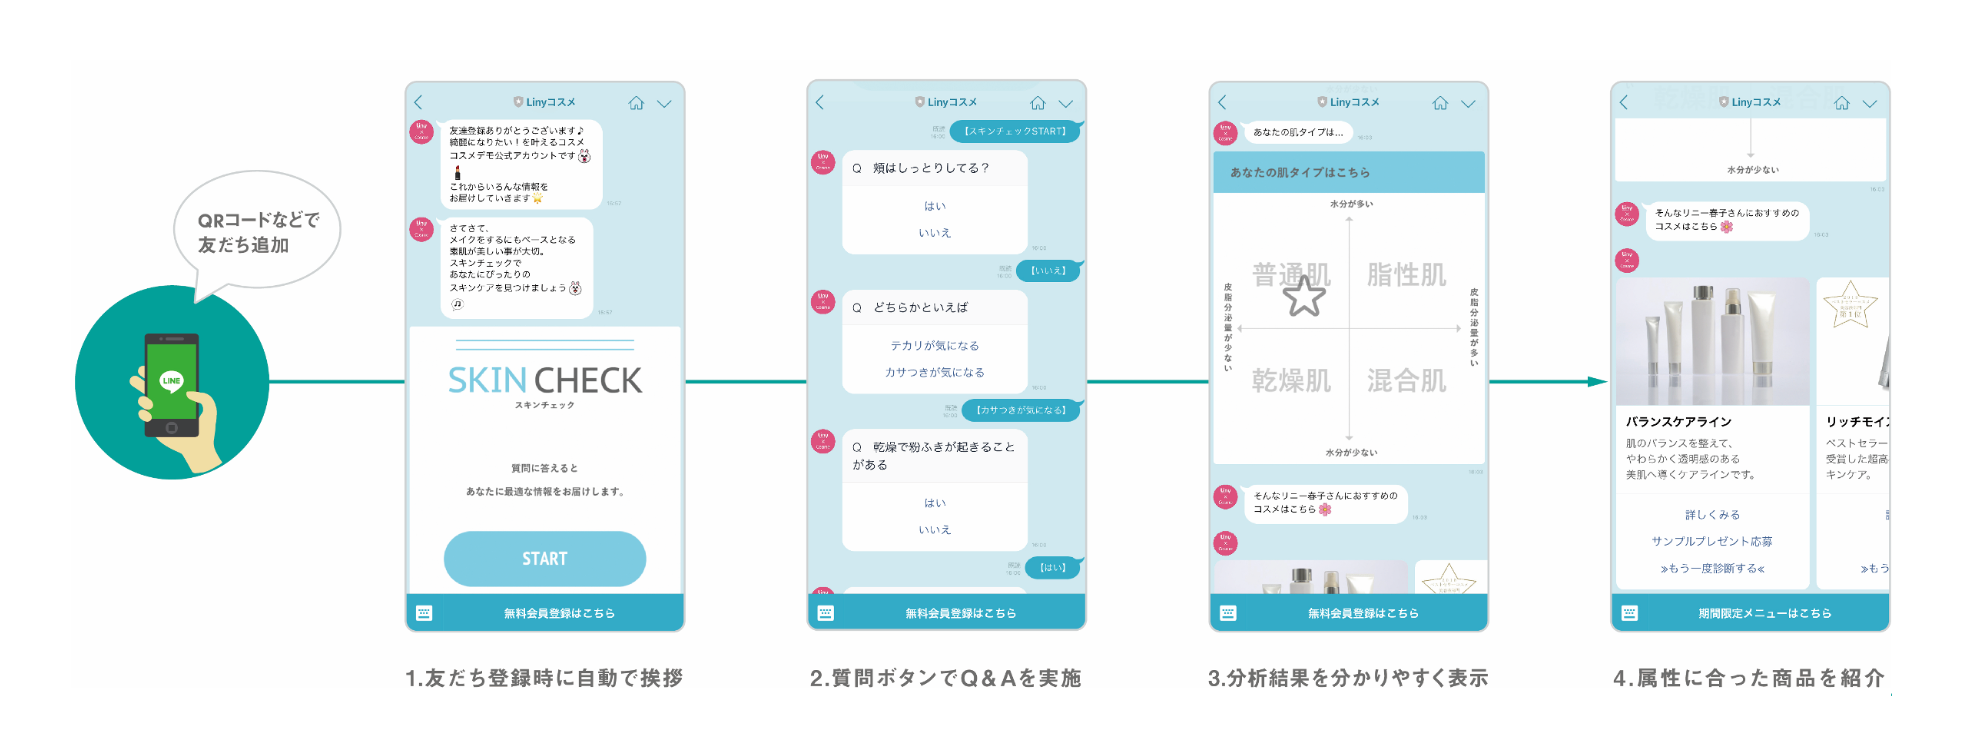 QRコードなどで
友だち追加
LINE
Linyコスメ
友達登録ありがとうございます♪
綺麗になりたい！を叶えるコスメ
コスメデモ公式アカウントです
これからいろんな情報を
お届けしていきます
さてさて、
メイクをするにもベースとなる
素肌が美しい事が大切。
スキンチェックで
あなたにぴったりの
スキンケアを見つけましょう
SKIN CHECK
スキンチェック
質問に答えると
あなたに最適な情報をお届けします。
START
無料会員登録はこちら
1.友だち登録時に自動で挨拶
Linyコスメ
【スキンチェックSTART】
Q 頬はしっとりしてる？
はい
いいえ
【いいえ】
Q どちらかといえば
テカリが気になる
カサつきが気になる
【カサつきが気になる】
Q 乾燥で粉ふきが起きること
がある
はい
いいえ
【はい】
無料会員登録はこちら
2.質問ボタンでQ&Aを実施
Linyコスメ
あなたの肌タイプは...
あなたの肌タイプはこちら
水分が多い
普通肌
脂性肌
皮脂分泌量が少ない
皮脂分泌量が多い
乾燥肌
混合肌
水分が少ない
そんなリニー春子さんにおすすめの
コスメはこちら
無料会員登録はこちら
3.分析結果を分かりやすく表示
Linyコスメ
水分が少ない
そんなリニー春子さんにおすすめの
コスメはこちら
第1位
バランスケアライン
肌のバランスを整えて、
やわらかく透明感のある
美肌へ導くケアラインです。
詳しくみる
サンプルプレゼント応募
≫もう一度診断する≪
リッチモイス
ベストセラー
受賞した超高
キンケア。
≫もう
期間限定メニューはこちら
4.属性に合った商品を紹介